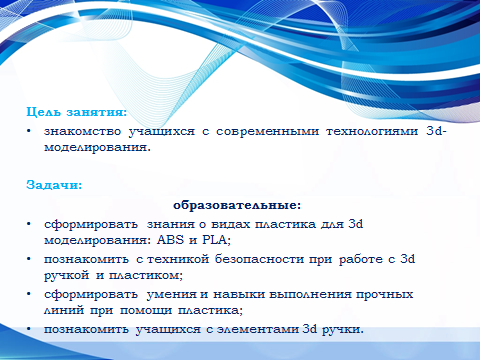 Цель занятия:
• знакомство учащихся с современными технологиями 3d-
моделирования.
Задачи:
образовательные:
• сформировать знания о видах пластика для 3d
моделирования: ABS и PLA;
• познакомить с техникой безопасности при работе с 3d
ручкой и пластиком;
• сформировать умения и навыки выполнения прочных
линий при помощи пластика;
• познакомить учащихся с элементами 3d ручки.